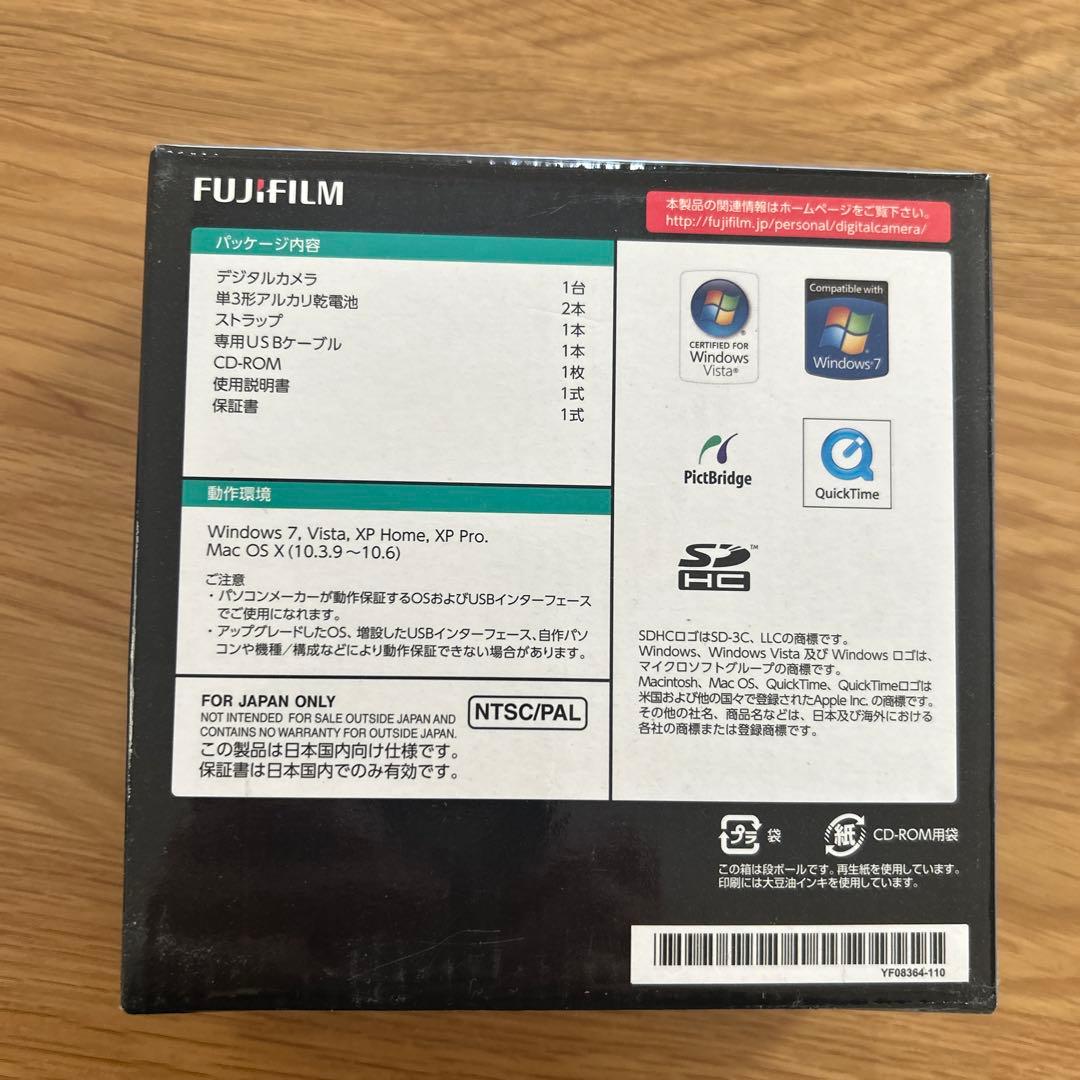 FUJIFILM
本製品の関連情報はホームページをご覧下さい。
http://fujifilm.jp/personal/digitalcamera/
パッケージ内容
デジタルカメラ 1台
単3形アルカリ乾電池 2本
ストラップ 1本
専用USBケーブル 1本
CD-ROM 1枚
使用説明書 1式
保証書 1式
動作環境
Windows 7, Vista, XP Home, XP Pro.
Mac OS X (10.3.9～10.6)
ご注意
・パソコンメーカーが動作保証するOSおよびUSBインターフェース
でご使用になれます。
・アップグレードしたOS、増設したUSBインターフェース、自作パソ
コンや機種／構成などにより動作保証できない場合があります。
FOR JAPAN ONLY
NOT INTENDED FOR SALE OUTSIDE JAPAN AND
CONTAINS NO WARRANTY FOR OUTSIDE JAPAN.
この製品は日本国内向け仕様です。
保証書は日本国内でのみ有効です。
NTSC/PAL
CERTIFIED FOR
Windows
Vista®
Compatible with
Windows®7
PictBridge
QuickTime
SD™
HC
SDHCロゴはSD-3C、LLCの商標です。
Windows、Windows Vista 及び Windows ロゴは、
マイクロソフトグループの商標です。
Macintosh、Mac OS、QuickTime、QuickTimeロゴは
米国および他の国々で登録されたApple Inc. の商標です。
その他の社名、商品名などは、日本及び海外における
各社の商標または登録商標です。
プラ 袋
紙 CD-ROM用袋
この箱は段ボールです。再生紙を使用しています。
印刷には大豆油インキを使用しています。
YF08364-110